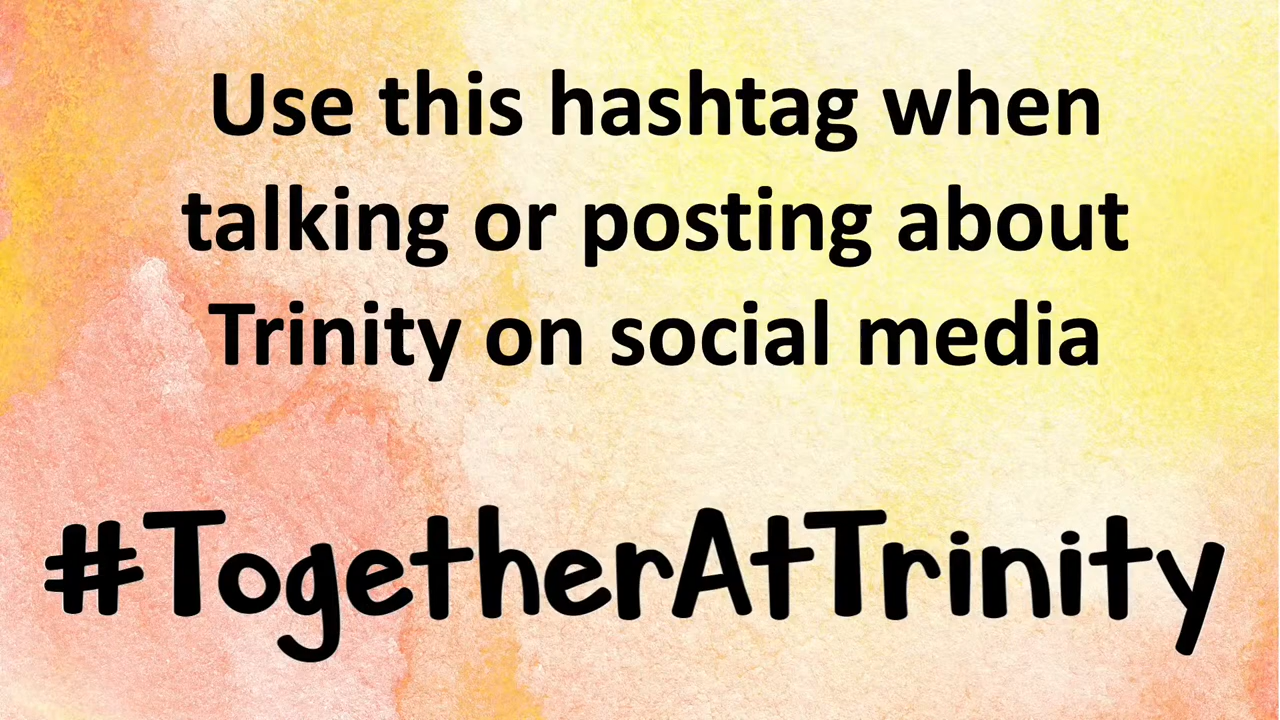 Use this hashtag when
talking or posting about
Trinity on social media
#TogetherAtTrinity